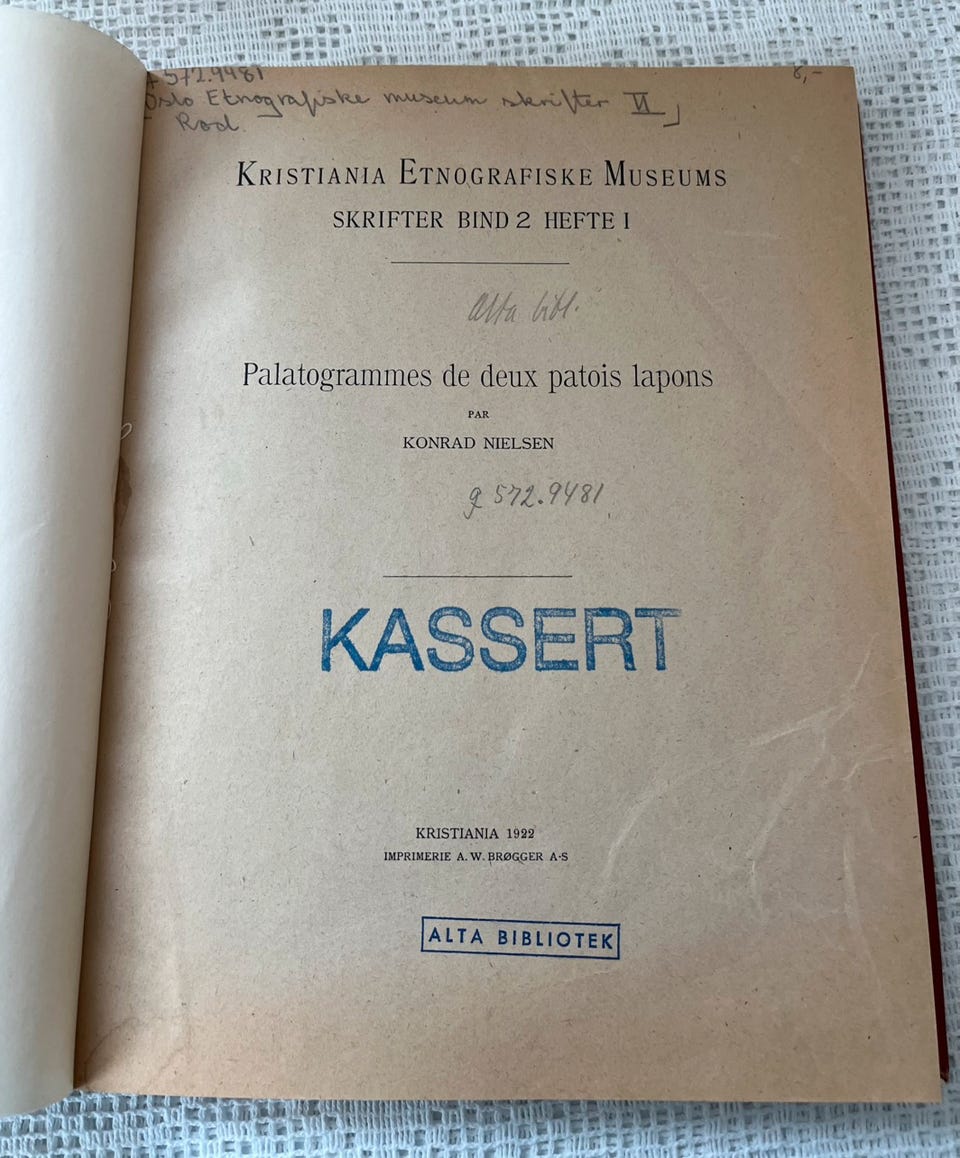 572.9481 8,-
Oslo Etnografiske museum skrifter VI
Rød.
KRISTIANIA ETNOGRAFISKE MUSEUMS
SKRIFTER BIND 2 HEFTE I
Alta bibl.
Palatogrammes de deux patois lapons
PAR
KONRAD NIELSEN
g 572.9481
KASSERT
KRISTIANIA 1922
IMPRIMERIE A. W. BRØGGER A-S
ALTA BIBLIOTEK